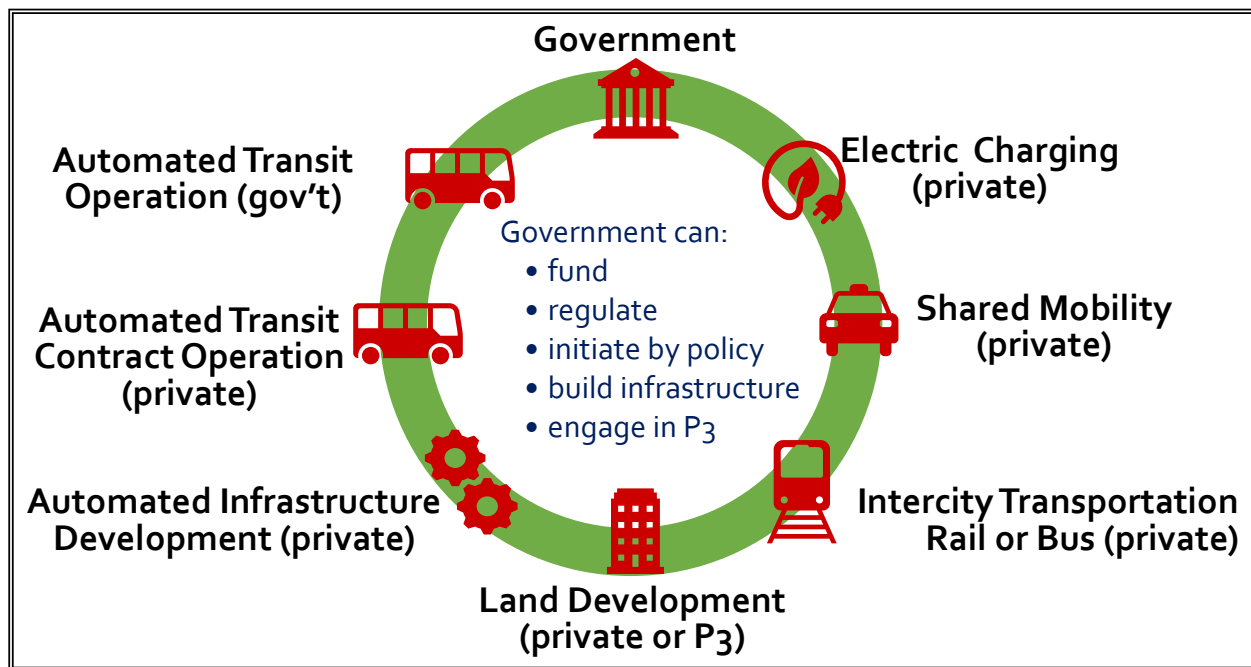 Government
Electric Charging
(private)
Shared Mobility
(private)
Intercity Transportation
Rail or Bus (private)
Land Development
(private or P3)
Automated Infrastructure
Development (private)
Automated Transit
Contract Operation
(private)
Automated Transit
Operation (gov't)
Government can:
• fund
• regulate
• initiate by policy
• build infrastructure
• engage in P3